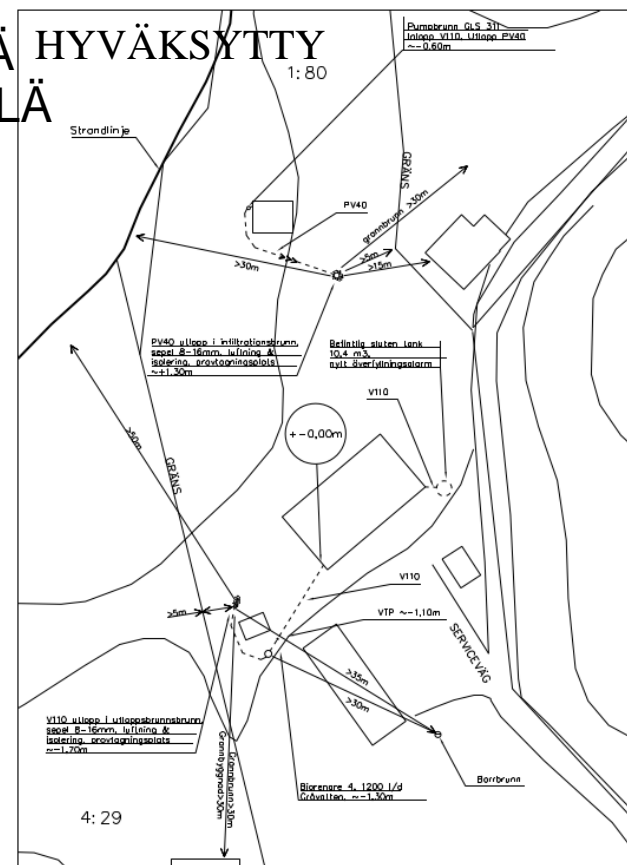 Ä HYVÄKSYTTY
LÄ
Pumpbrunn GLS 311
Inlopp V110, Utlopp PV40
~-0.60m
1:80
Strandlinje
GRÄNS
PV40
grannbrunn >30m
>30m
>5m
>15m
PV40 utlopp i infiltrationsbrunn,
sepel 8-16mm, luftning &
isolering, provtagningsplats
~+1.30m
Befintlig sluten tank
10,4 m3,
nytt överfyllningsalarm
V110
+-0,00m
>50m
GRÄNS
V110
>5m
VTP ~-1,10m
SERVICEVÄG
>35m
>30m
V110 utlopp i utloppsbrunnsbrunn,
sepel 8-16mm, luftning &
isolering, provtagningsplats
~-1.70m
Grannbyggnad>30m
Grannbrunn>30m
Biorenare 4, 1200 l/d
Gråvatten, ~-1.30m
Borrbrunn
4:29